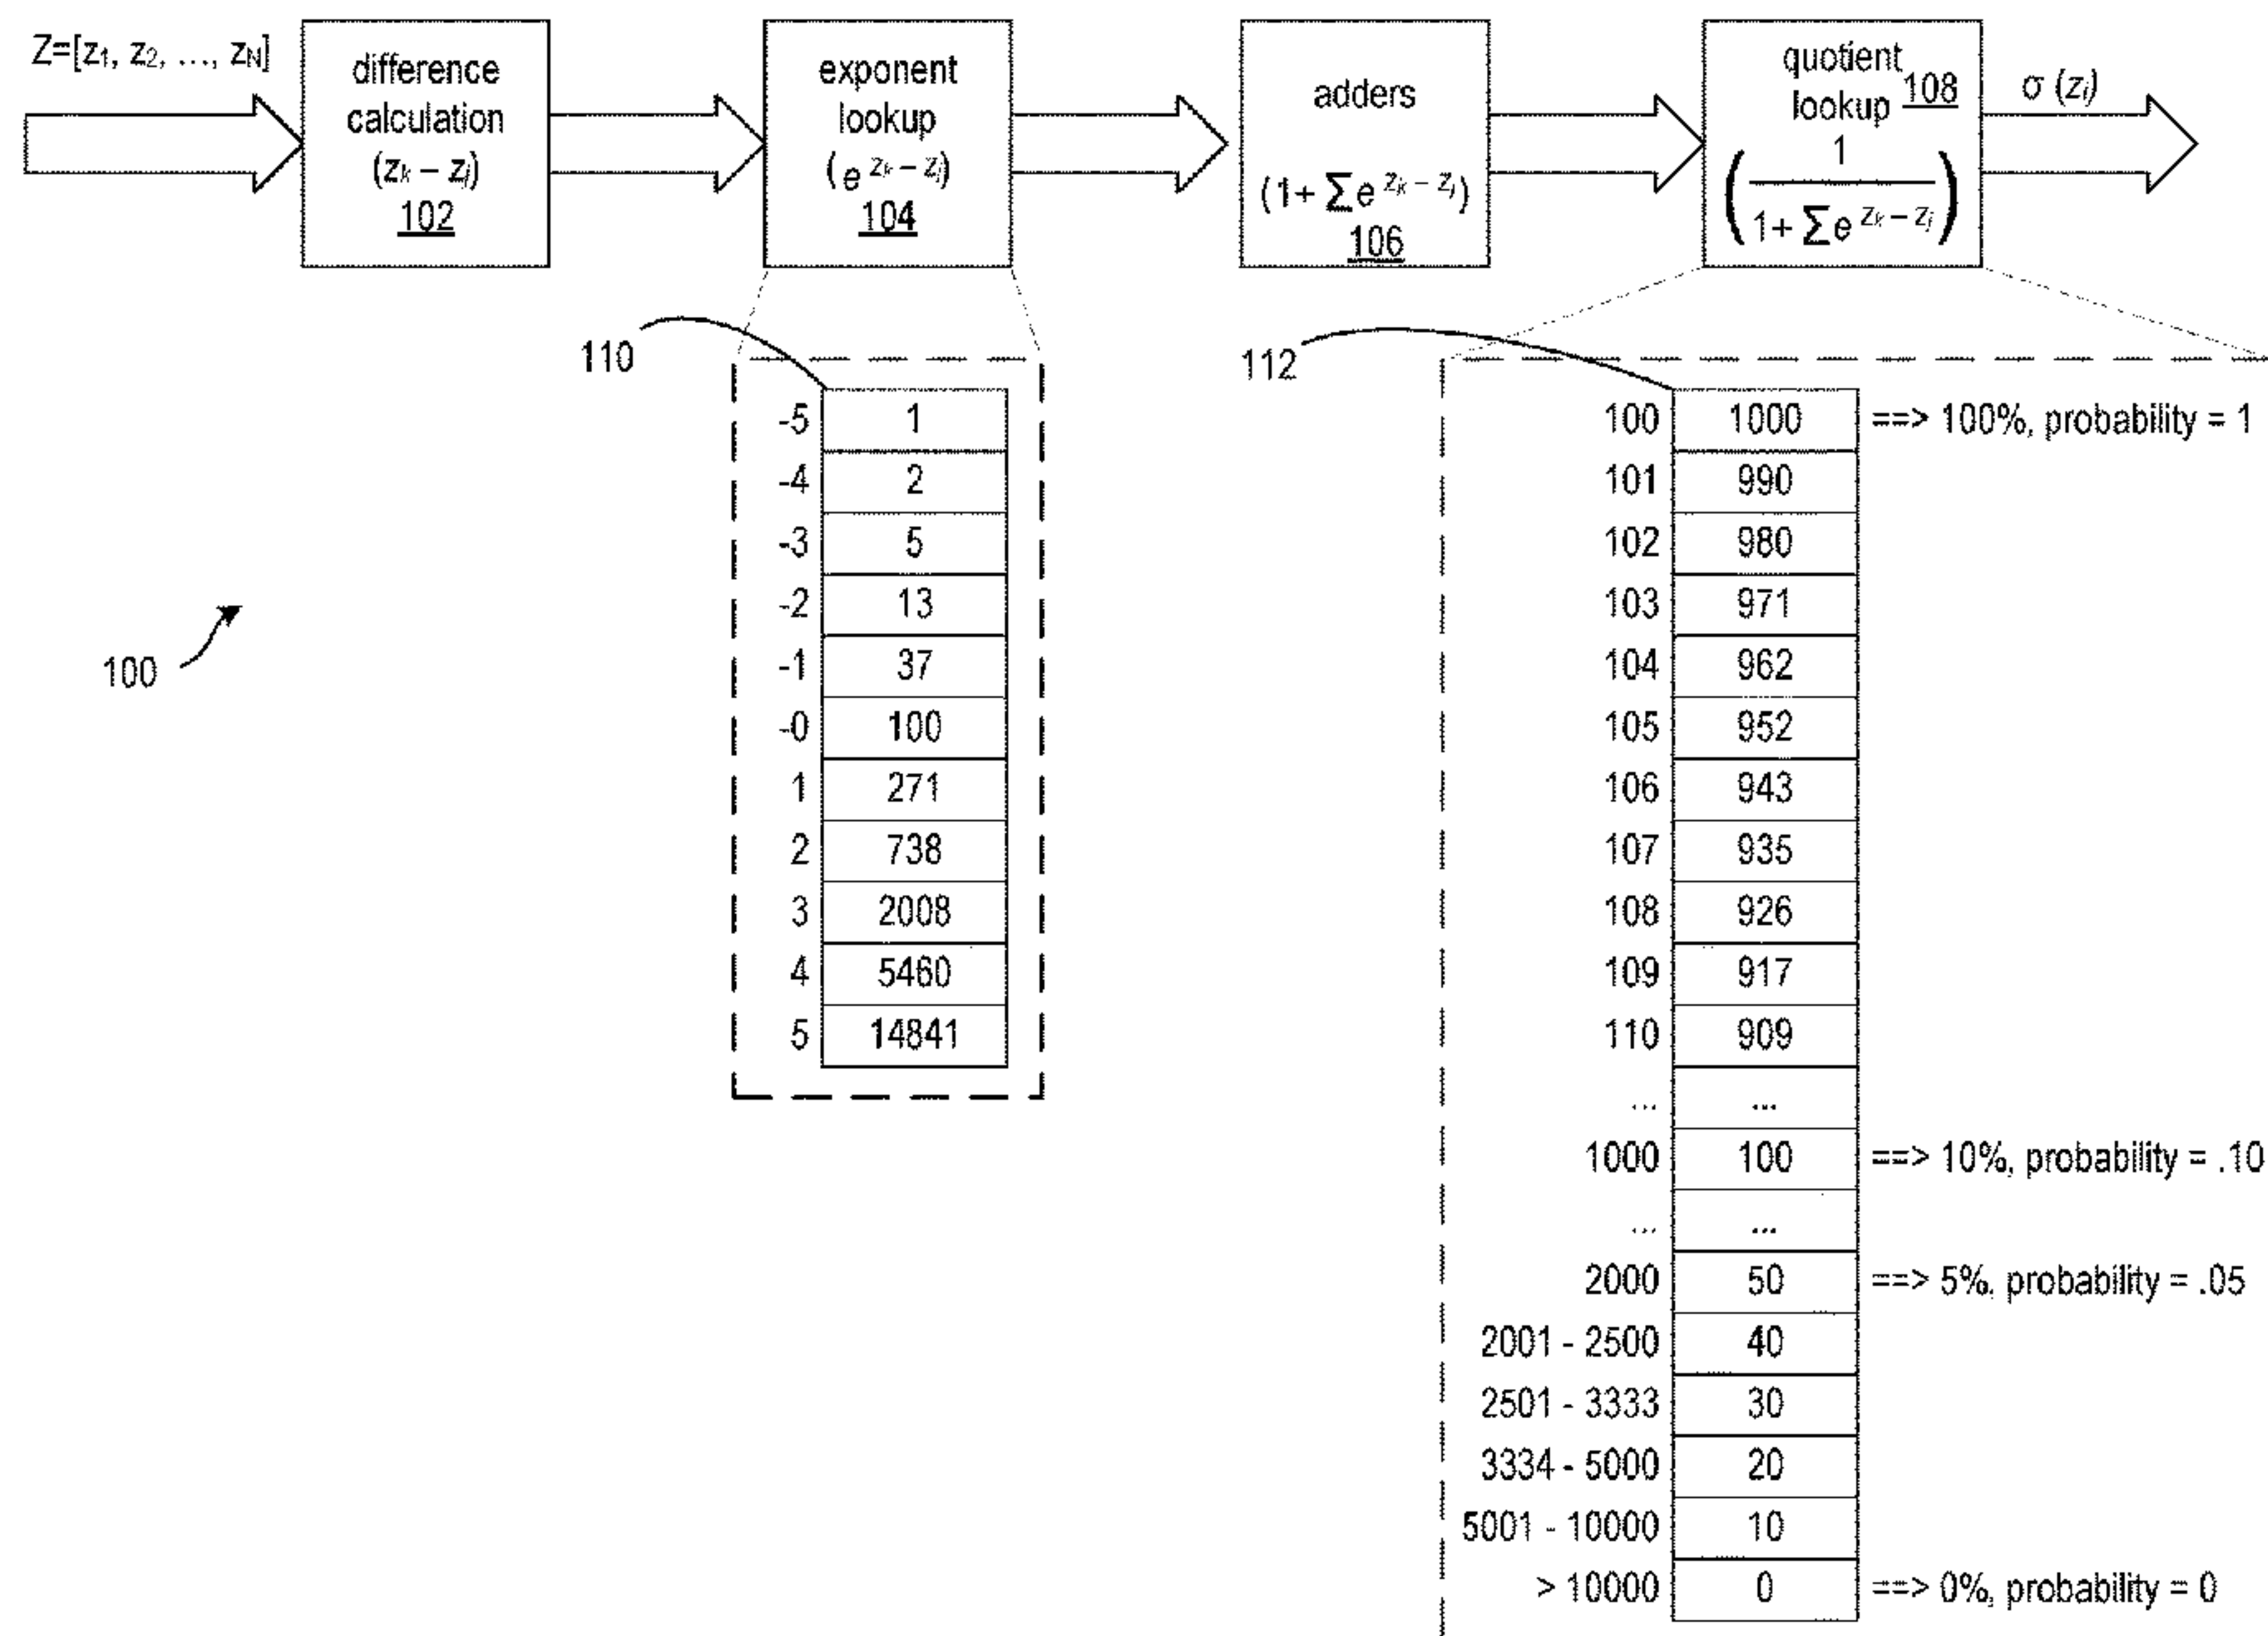 Z=[z1, z2, ..., zN]
difference
calculation
(zk – zj)
102
exponent
lookup
(e zk – zj)
104
adders
(1+ ∑ e zk – zj)
106
quotient
lookup 108
1
1+ ∑ e zk – zj
σ (zj)
110
-5 1
-4 2
-3 5
-2 13
-1 37
-0 100
1 271
2 738
3 2008
4 5460
5 14841
100
112
100 1000 ==> 100%, probability = 1
101 990
102 980
103 971
104 962
105 952
106 943
107 935
108 926
109 917
110 909
... ...
1000 100 ==> 10%, probability = .10
... ...
2000 50 ==> 5%, probability = .05
2001 - 2500 40
2501 - 3333 30
3334 - 5000 20
5001 - 10000 10
> 10000 0 ==> 0%, probability = 0